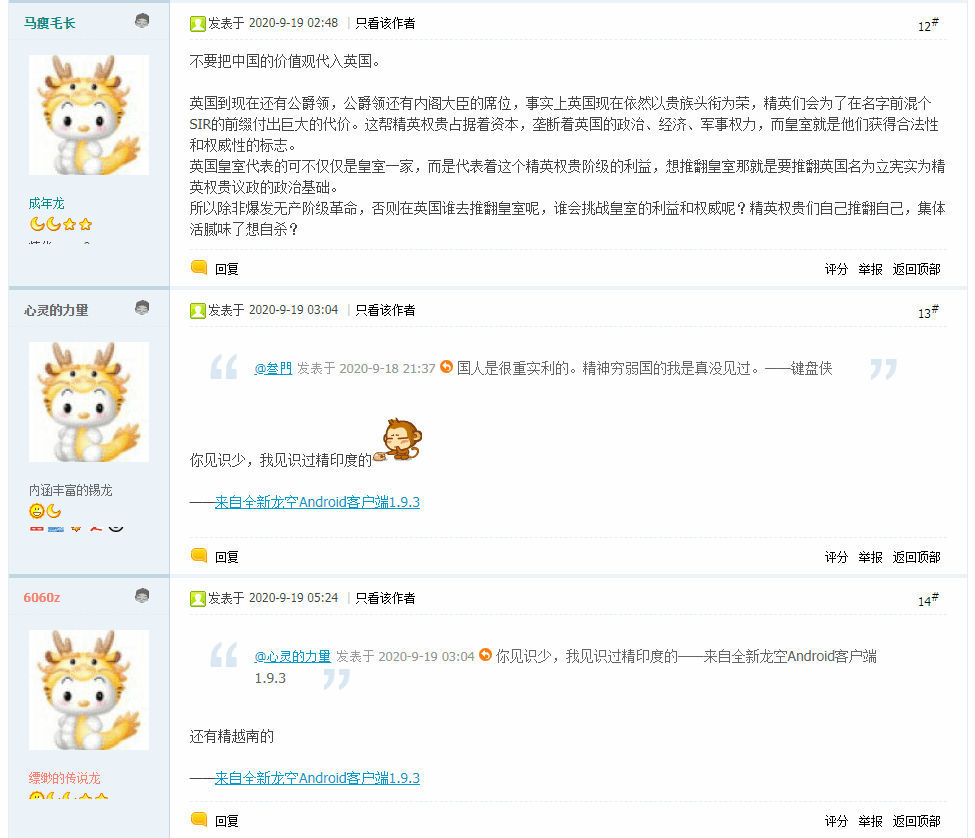 马瘦毛长
发表于 2020-9-19 02:48 | 只看该作者
12#
不要把中国的价值观代入英国。
英国到现在还有公爵领，公爵领还有内阁大臣的席位，事实上英国现在依然以贵族头衔为荣，精英们会为了在名字前混个
SIR的前缀付出巨大的代价。这帮精英权贵占据着资本，垄断着英国的政治、经济、军事权力，而皇室就是他们获得合法性
和权威性的标志。
英国皇室代表的可不仅仅是皇室一家，而是代表着这个精英权贵阶级的利益，想推翻皇室那就是要推翻英国名为立宪实为精
英权贵议政的政治基础。
所以除非爆发无产阶级革命，否则在英国谁去推翻皇室呢，谁会挑战皇室的利益和权威呢？精英权贵们自己推翻自己，集体
活腻味了想自杀？
成年龙
回复
评分 举报 返回顶部
心灵的力量
发表于 2020-9-19 03:04 | 只看该作者
13#
@叁門 发表于 2020-9-18 21:37 国人是很重实利的。精神穷弱国的我是真没见过。——键盘侠
你见识少，我见识过精印度的
——来自全新龙空Android客户端1.9.3
内涵丰富的锡龙
回复
评分 举报 返回顶部
6060z
发表于 2020-9-19 05:24 | 只看该作者
14#
@心灵的力量 发表于 2020-9-19 03:04 你见识少，我见识过精印度的——来自全新龙空Android客户端
1.9.3
还有精越南的
——来自全新龙空Android客户端1.9.3
缥缈的传说龙
回复
评分 举报 返回顶部